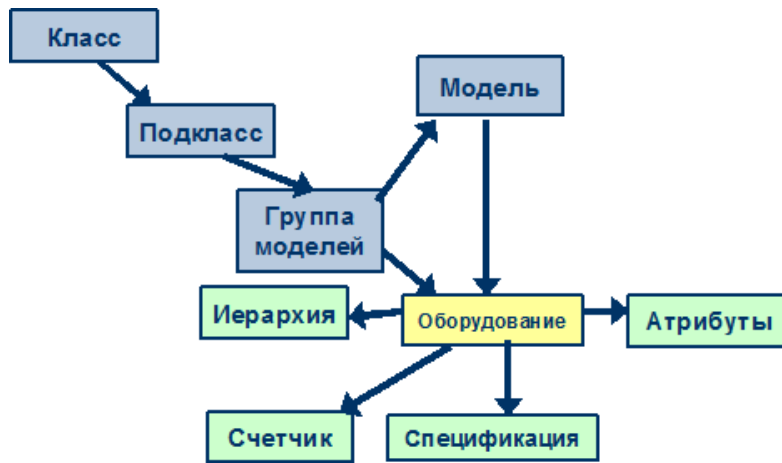 Класс
Модель
Подкласс
Группа
моделей
Иерархия
Оборудование
Атрибуты
Счетчик
Спецификация